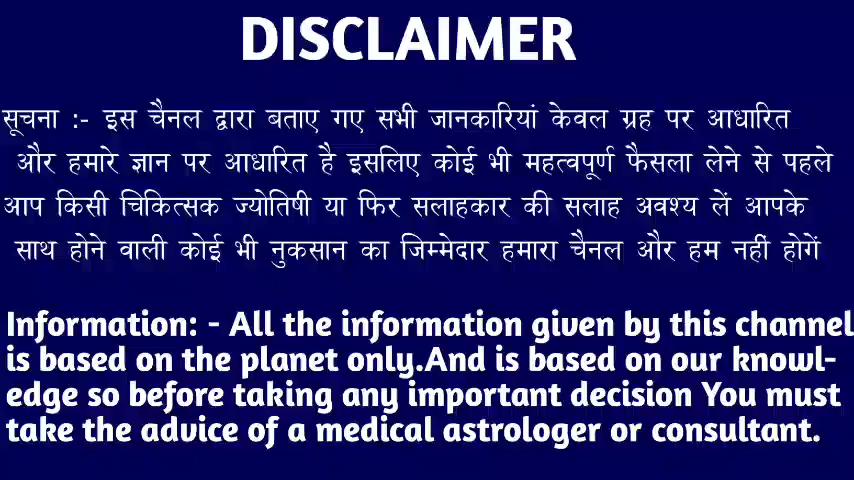 DISCLAIMER
सूचना :- इस चैनल द्वारा बताए गए सभी जानकारियां केवल ग्रह पर आधारित
और हमारे ज्ञान पर आधारित है इसलिए कोई भी महत्वपूर्ण फैसला लेने से पहले
आप किसी चिकित्सक ज्योतिषी या फिर सलाहकार की सलाह अवश्य लें आपके
साथ होने वाली कोई भी नुकसान का जिम्मेदार हमारा चैनल और हम नहीं होगें
Information: - All the information given by this channel
is based on the planet only.And is based on our knowl-
edge so before taking any important decision You must
take the advice of a medical astrologer or consultant.